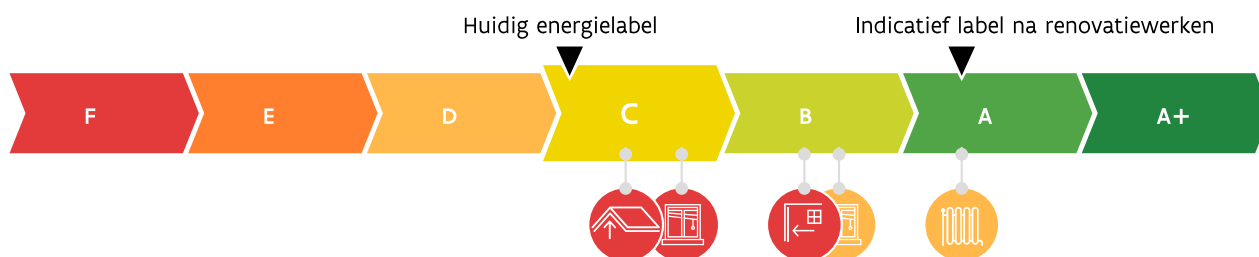 Huidig energielabel
Indicatief label na renovatiewerken
F
E
D
C
B
A
A+